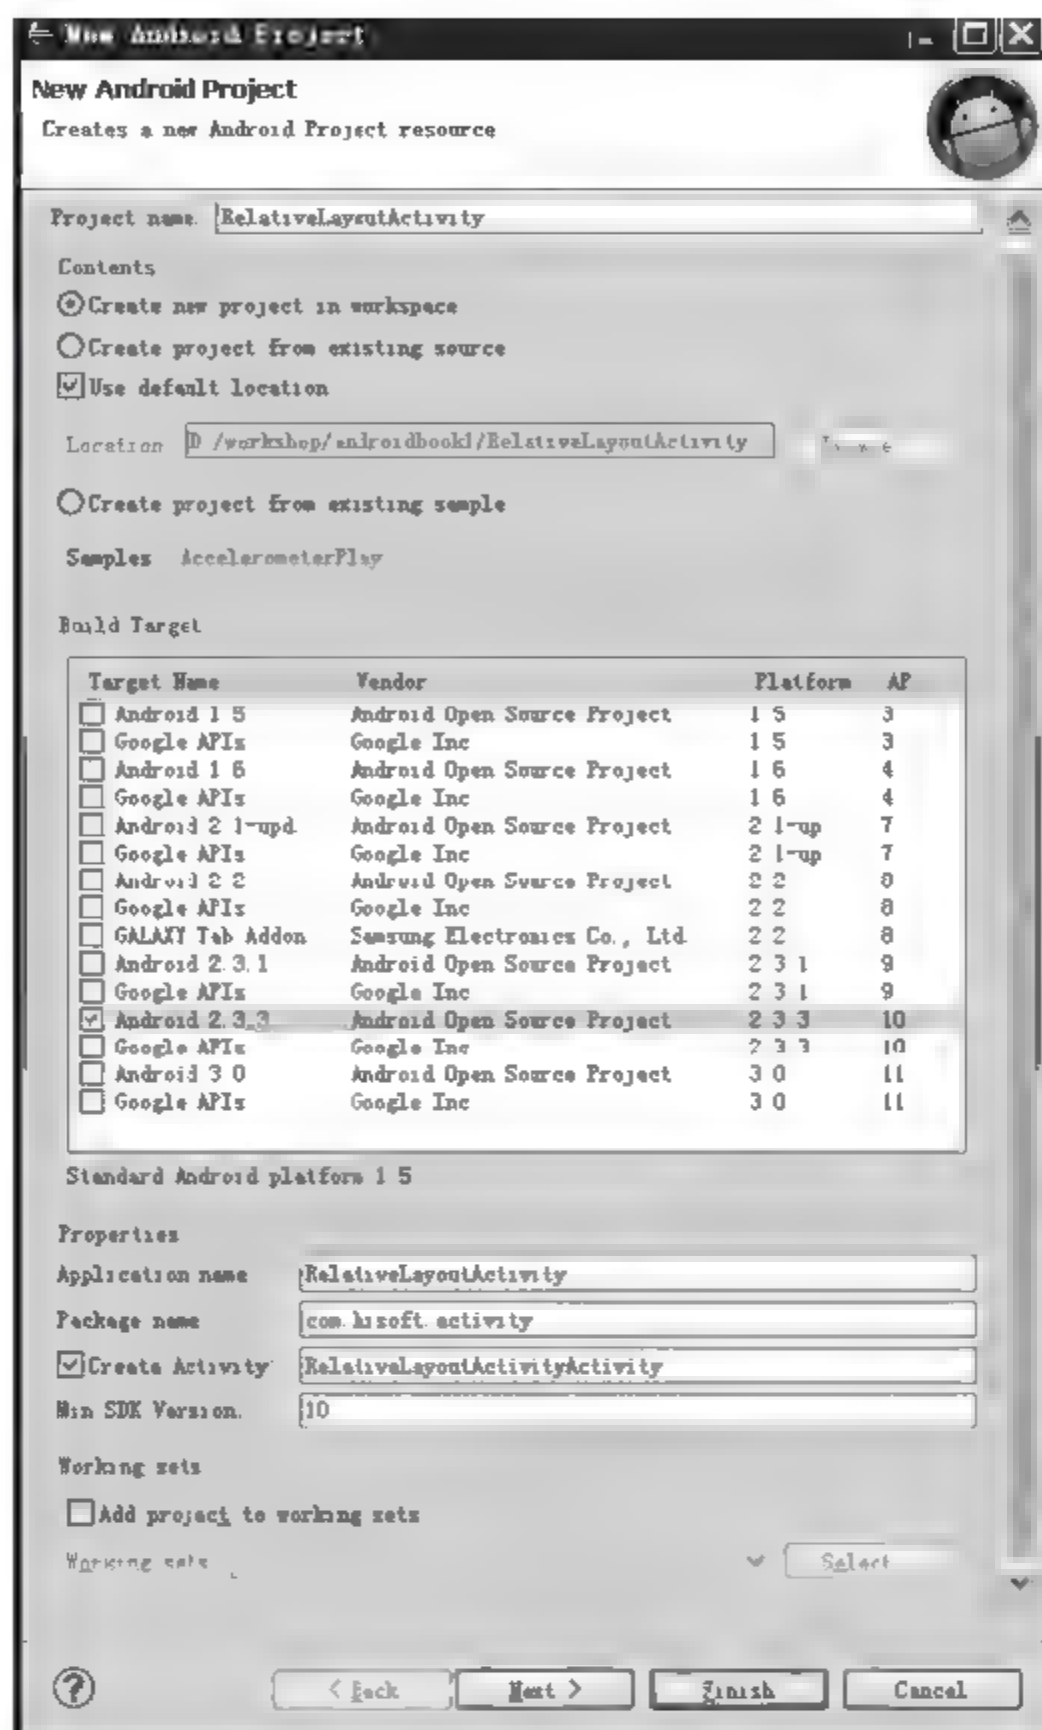 New Android Project
New Android Project
Creates a new Android Project resource
Project name RelativeLayoutActivity
Contents
Create new project in workspace
Create project from existing source
Use default location
Location D /workshop/androidbook1/RelativeLayoutActivity
Create project from existing sample
Samples AccelerometerPlay
Build Target
Target Name Vendor Platform AP
Android 1 5 Android Open Source Project 1 5 3
Google APIs Google Inc 1 5 3
Android 1 6 Android Open Source Project 1 6 4
Google APIs Google Inc 1 6 4
Android 2 1-upd Android Open Source Project 2 1-up 7
Google APIs Google Inc 2 1-up 7
Android 2 2 Android Open Source Project 2 2 8
Google APIs Google Inc 2 2 8
GALAXY Tab Addon Samsung Electronics Co., Ltd 2 2 8
Android 2.3.1 Android Open Source Project 2 3 1 9
Google APIs Google Inc 2 3 1 9
Android 2.3.3 Android Open Source Project 2 3 3 10
Google APIs Google Inc 2 3 3 10
Android 3 0 Android Open Source Project 3 0 11
Google APIs Google Inc 3 0 11
Standard Android platform 1 5
Properties
Application name RelativeLayoutActivity
Package name com.hisoft.activity
Create Activity RelativeLayoutActivityActivity
Min SDK Version. 10
Working sets
Add project to working sets
Working sets Select
< Back Next > Finish Cancel